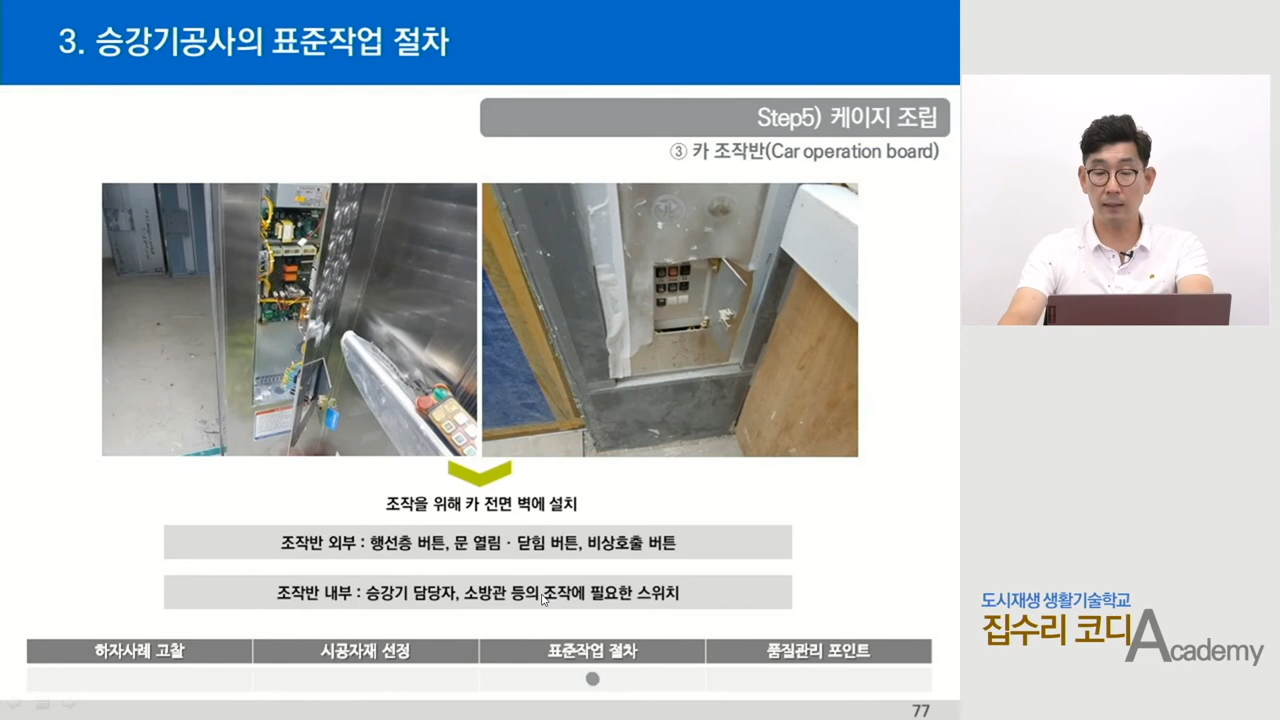 3. 승강기공사의 표준작업 절차
Step5) 케이지 조립
③ 카 조작반(Car operation board)
조작을 위해 카 전면 벽에 설치
조작반 외부 : 행선층 버튼, 문 열림 · 닫힘 버튼, 비상호출 버튼
조작반 내부 : 승강기 담당자, 소방관 등의 조작에 필요한 스위치
하자사례 고찰 시공자재 선정 표준작업 절차 품질관리 포인트
77
도시재생 생활기술학교
집수리 코디 Academy